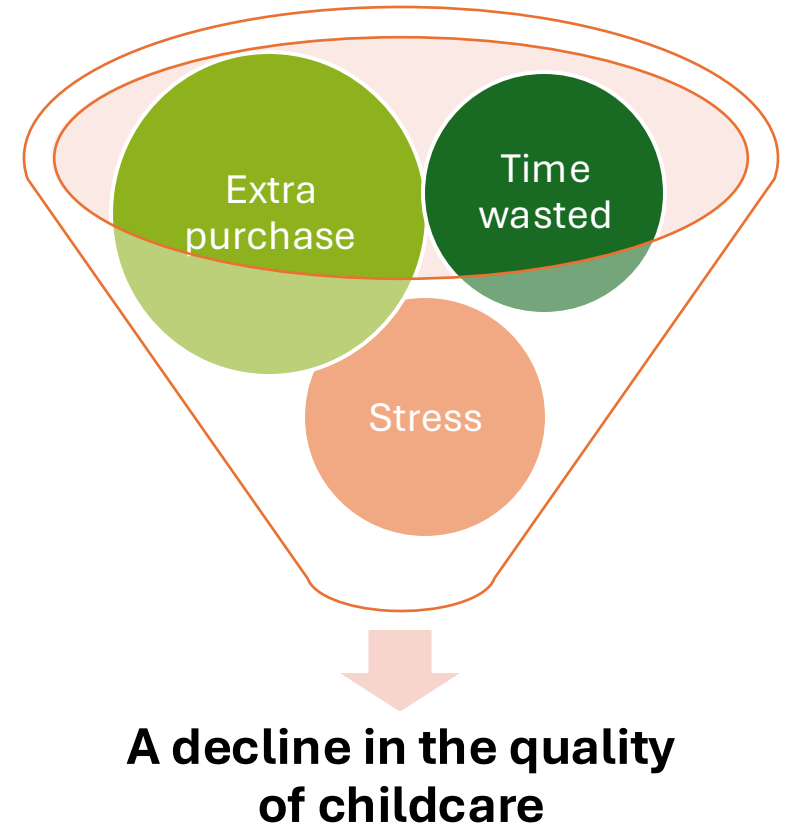 Extra
purchase
Time
wasted
Stress
A decline in the quality
of childcare